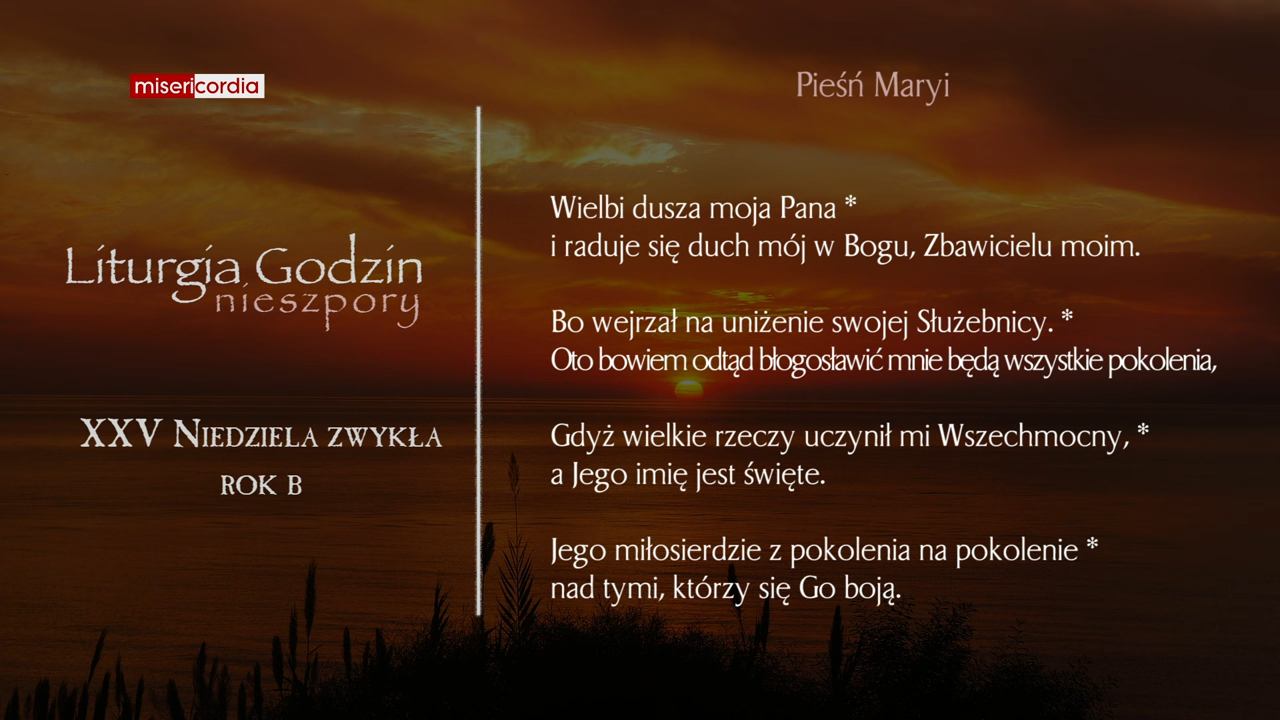 misericordia
Liturgia Godzin
nieszpory
XXV Niedziela zwykła
rok B
Pieśń Maryi
Wielbi dusza moja Pana *
i raduje się duch mój w Bogu, Zbawicielu moim.
Bo wejrzał na uniżenie swojej Służebnicy. *
Oto bowiem odtąd błogosławić mnie będą wszystkie pokolenia,
Gdyż wielkie rzeczy uczynił mi Wszechmocny, *
a Jego imię jest święte.
Jego miłosierdzie z pokolenia na pokolenie *
nad tymi, którzy się Go boją.